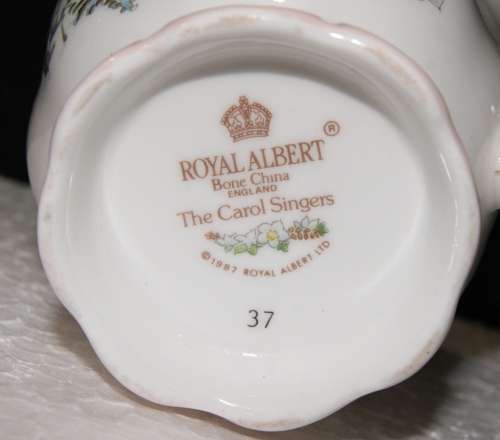 ®
ROYAL ALBERT
Bone China
ENGLAND
The Carol Singers
©1987 ROYAL ALBERT LTD
37